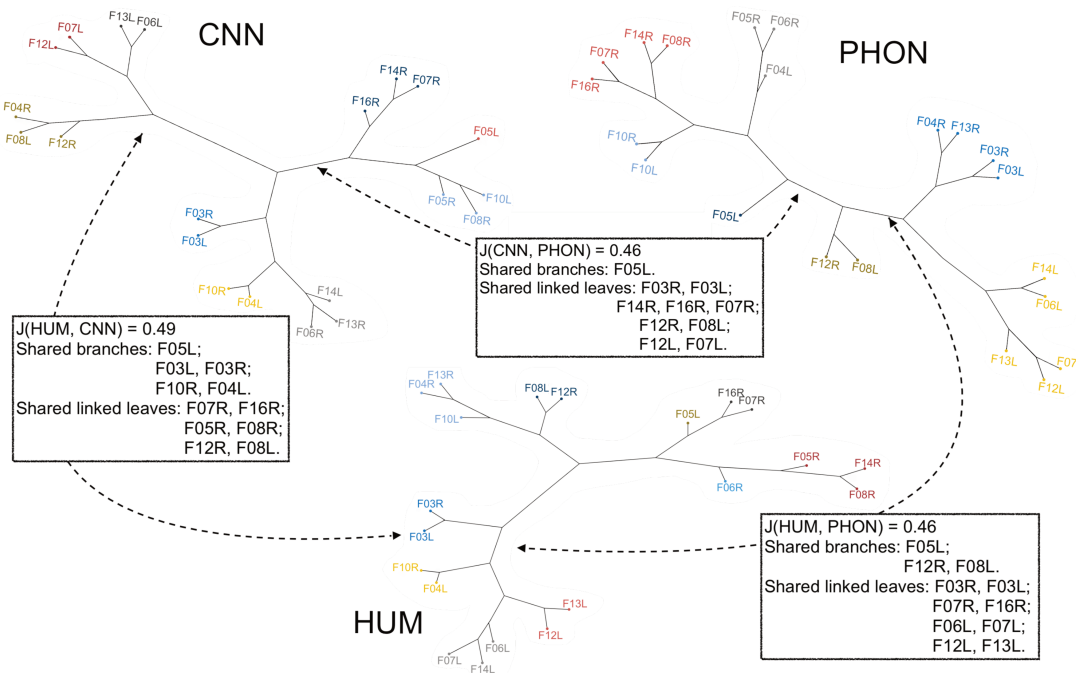 CNN
F13L
F06L
F07L
F12L
F04R
F08L
F12R
F14R
F07R
F16R
F05L
F05R
F10L
F08R
F03R
F03L
F10R
F04L
F14L
F13R
F06R
PHON
F05R
F06R
F14R
F08R
F07R
F04L
F16R
F10R
F10L
F04R
F13R
F03R
F03L
F05L
F12R
F08L
F14L
F06L
F13L
F07
F12L
J(CNN, PHON) = 0.46
Shared branches: F05L.
Shared linked leaves: F03R, F03L;
F14R, F16R, F07R;
F12R, F08L;
F12L, F07L.
J(HUM, CNN) = 0.49
Shared branches: F05L;
F03L, F03R;
F10R, F04L.
Shared linked leaves: F07R, F16R;
F05R, F08R;
F12R, F08L.
F13R
F04R
F10L
F08L
F12R
F16R
F07R
F05L
F05R
F14R
F06R
F08R
F03R
F03L
F10R
F04L
F13L
F12L
F06L
F07L
F14L
HUM
J(HUM, PHON) = 0.46
Shared branches: F05L;
F12R, F08L.
Shared linked leaves: F03R, F03L;
F07R, F16R;
F06L, F07L;
F12L, F13L.